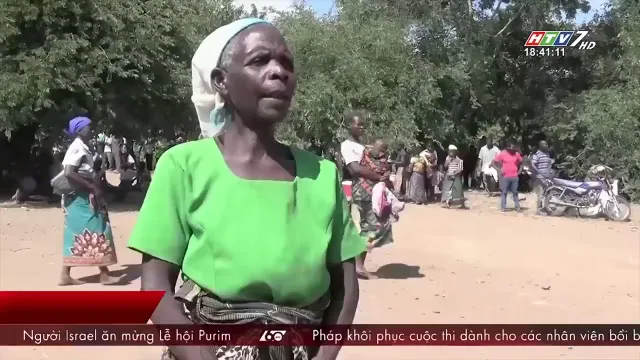 HTV7 HD
18:41:11
Người Israel ăn mừng Lễ hội Purim 60 Pháp khôi phục cuộc thi dành cho các nhân viên bồi b